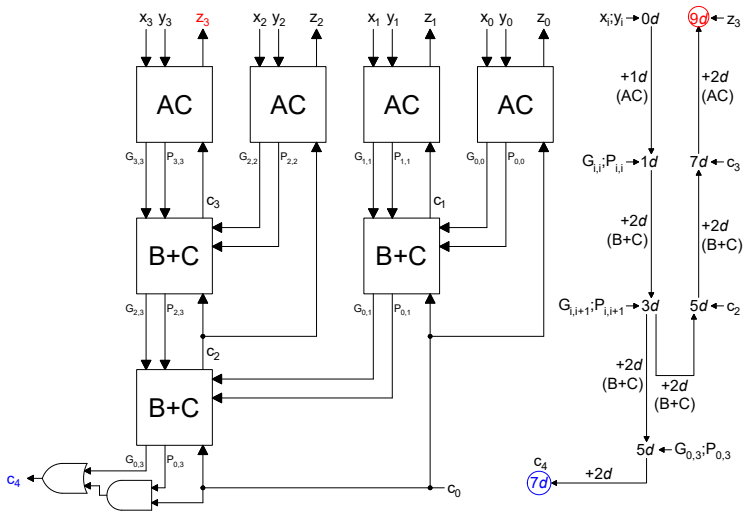 x3 y3 z3 x2 y2 z2 x1 y1 z1 x0 y0 z0
AC AC AC AC
G3,3 P3,3 G2,2 P2,2 G1,1 P1,1 G0,0 P0,0
c3 c1
B+C B+C
G2,3 P2,3 G0,1 P0,1
c2
B+C
G0,3 P0,3
c4
c0
xi;yi 0d 9d z3
+1d +2d
(AC) (AC)
Gi,i;Pi,i 1d 7d c3
+2d +2d
(B+C) (B+C)
Gi,i+1;Pi,i+1 3d 5d c2
+2d
(B+C)
+2d
(B+C)
5d G0,3;P0,3
c4
7d +2d